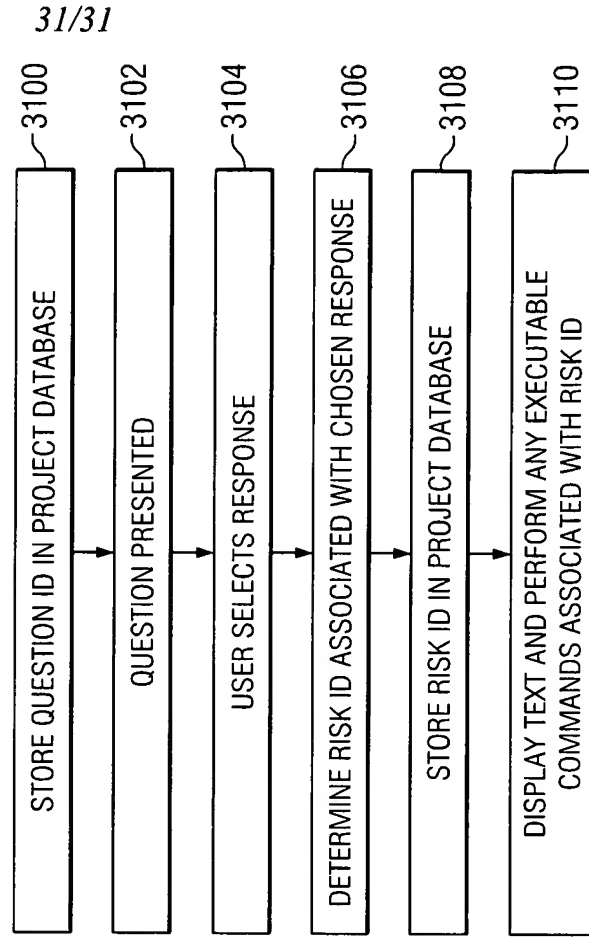 31/31
STORE QUESTION ID IN PROJECT DATABASE
3100
QUESTION PRESENTED
3102
USER SELECTS RESPONSE
3104
DETERMINE RISK ID ASSOCIATED WITH CHOSEN RESPONSE
3106
STORE RISK ID IN PROJECT DATABASE
3108
DISPLAY TEXT AND PERFORM ANY EXECUTABLE
COMMANDS ASSOCIATED WITH RISK ID
3110